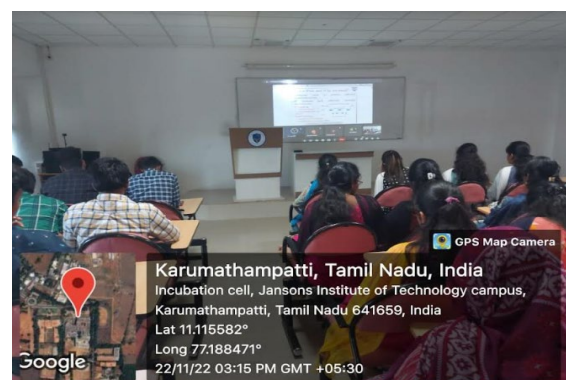 GPS Map Camera
Karumathampatti, Tamil Nadu, India
Incubation cell, Jansons Institute of Technology campus,
Karumathampatti, Tamil Nadu 641659, India
Lat 11.115582°
Long 77.188471°
22/11/22 03:15 PM GMT +05:30
Google